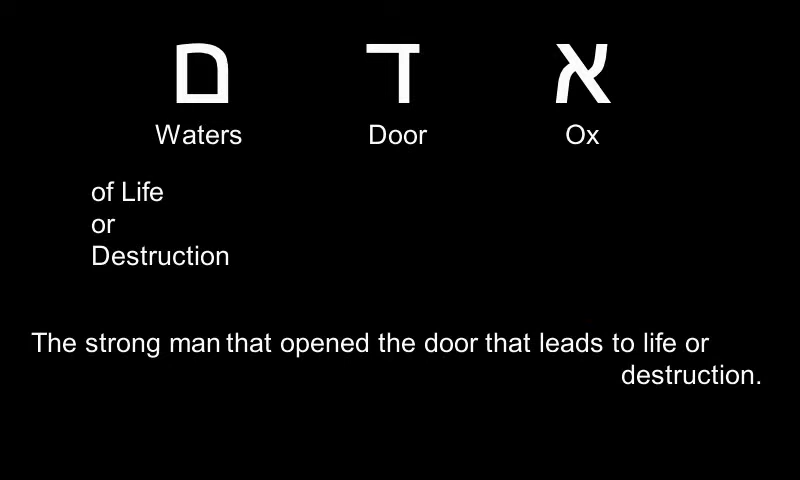 ם ד א
Waters Door Ox
of Life
or
Destruction
The strong man that opened the door that leads to life or
destruction.